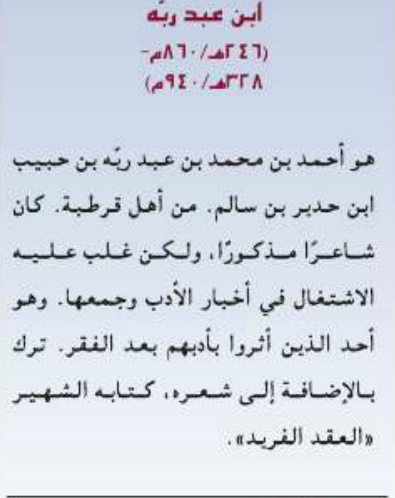 ابن عبد ربّه
(٢٤٦هـ/٨٦٠م-
٣٢٨هـ/٩٤٠م)
هو أحمد بن محمد بن عبد ربّه بن حبيب
ابن حدير بن سالم. من أهل قرطبة. كان
شاعرًا مذكورًا، ولكن غلب عليه
الاشتغال في أخبار الأدب وجمعها. وهو
أحد الذين أثروا بأدبهم بعد الفقر. ترك
بالإضافة إلى شعره، كتابه الشهير
«العقد الفريد».